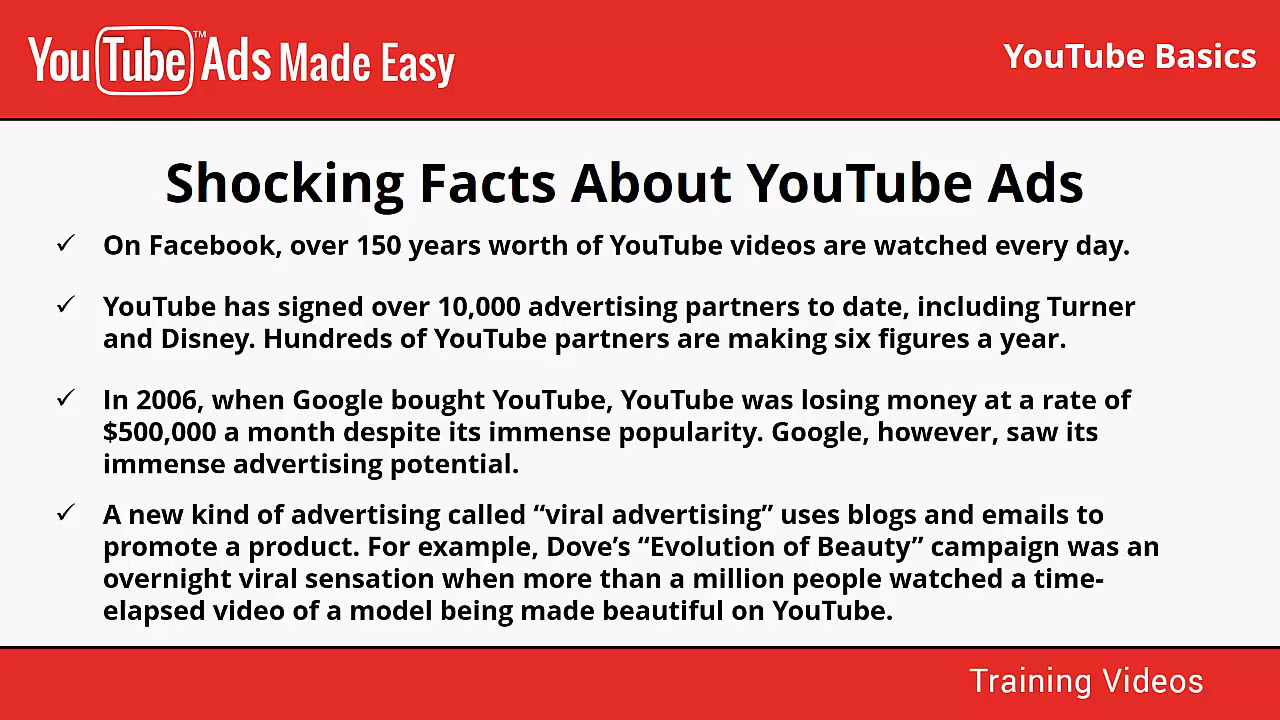 YouTube™ Ads Made Easy
YouTube Basics
Shocking Facts About YouTube Ads
✓ On Facebook, over 150 years worth of YouTube videos are watched every day.
✓ YouTube has signed over 10,000 advertising partners to date, including Turner
and Disney. Hundreds of YouTube partners are making six figures a year.
✓ In 2006, when Google bought YouTube, YouTube was losing money at a rate of
$500,000 a month despite its immense popularity. Google, however, saw its
immense advertising potential.
✓ A new kind of advertising called “viral advertising” uses blogs and emails to
promote a product. For example, Dove’s “Evolution of Beauty” campaign was an
overnight viral sensation when more than a million people watched a time-
elapsed video of a model being made beautiful on YouTube.
Training Videos